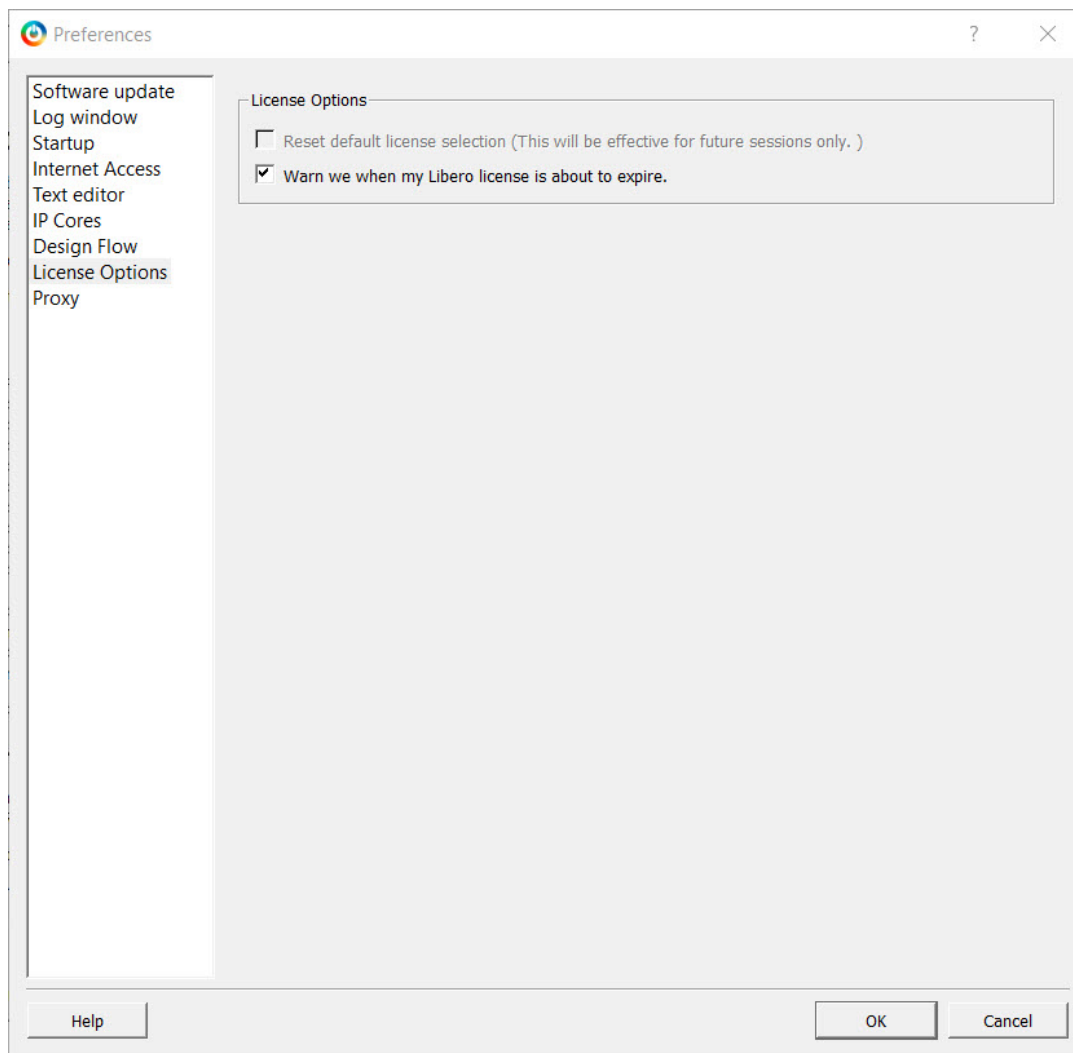 Preferences
Software update
Log window
Startup
Internet Access
Text editor
IP Cores
Design Flow
License Options
Proxy
License Options
Reset default license selection (This will be effective for future sessions only. )
Warn we when my Libero license is about to expire.
Help
OK
Cancel